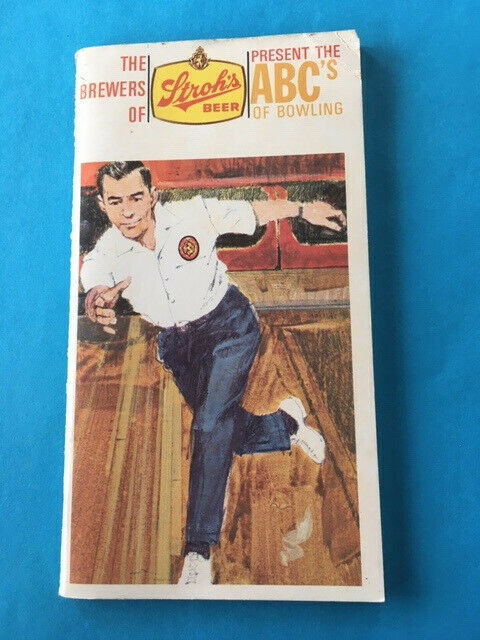 THE
BREWERS
OF
Stroh's
BEER
PRESENT THE
ABC's
OF BOWLING